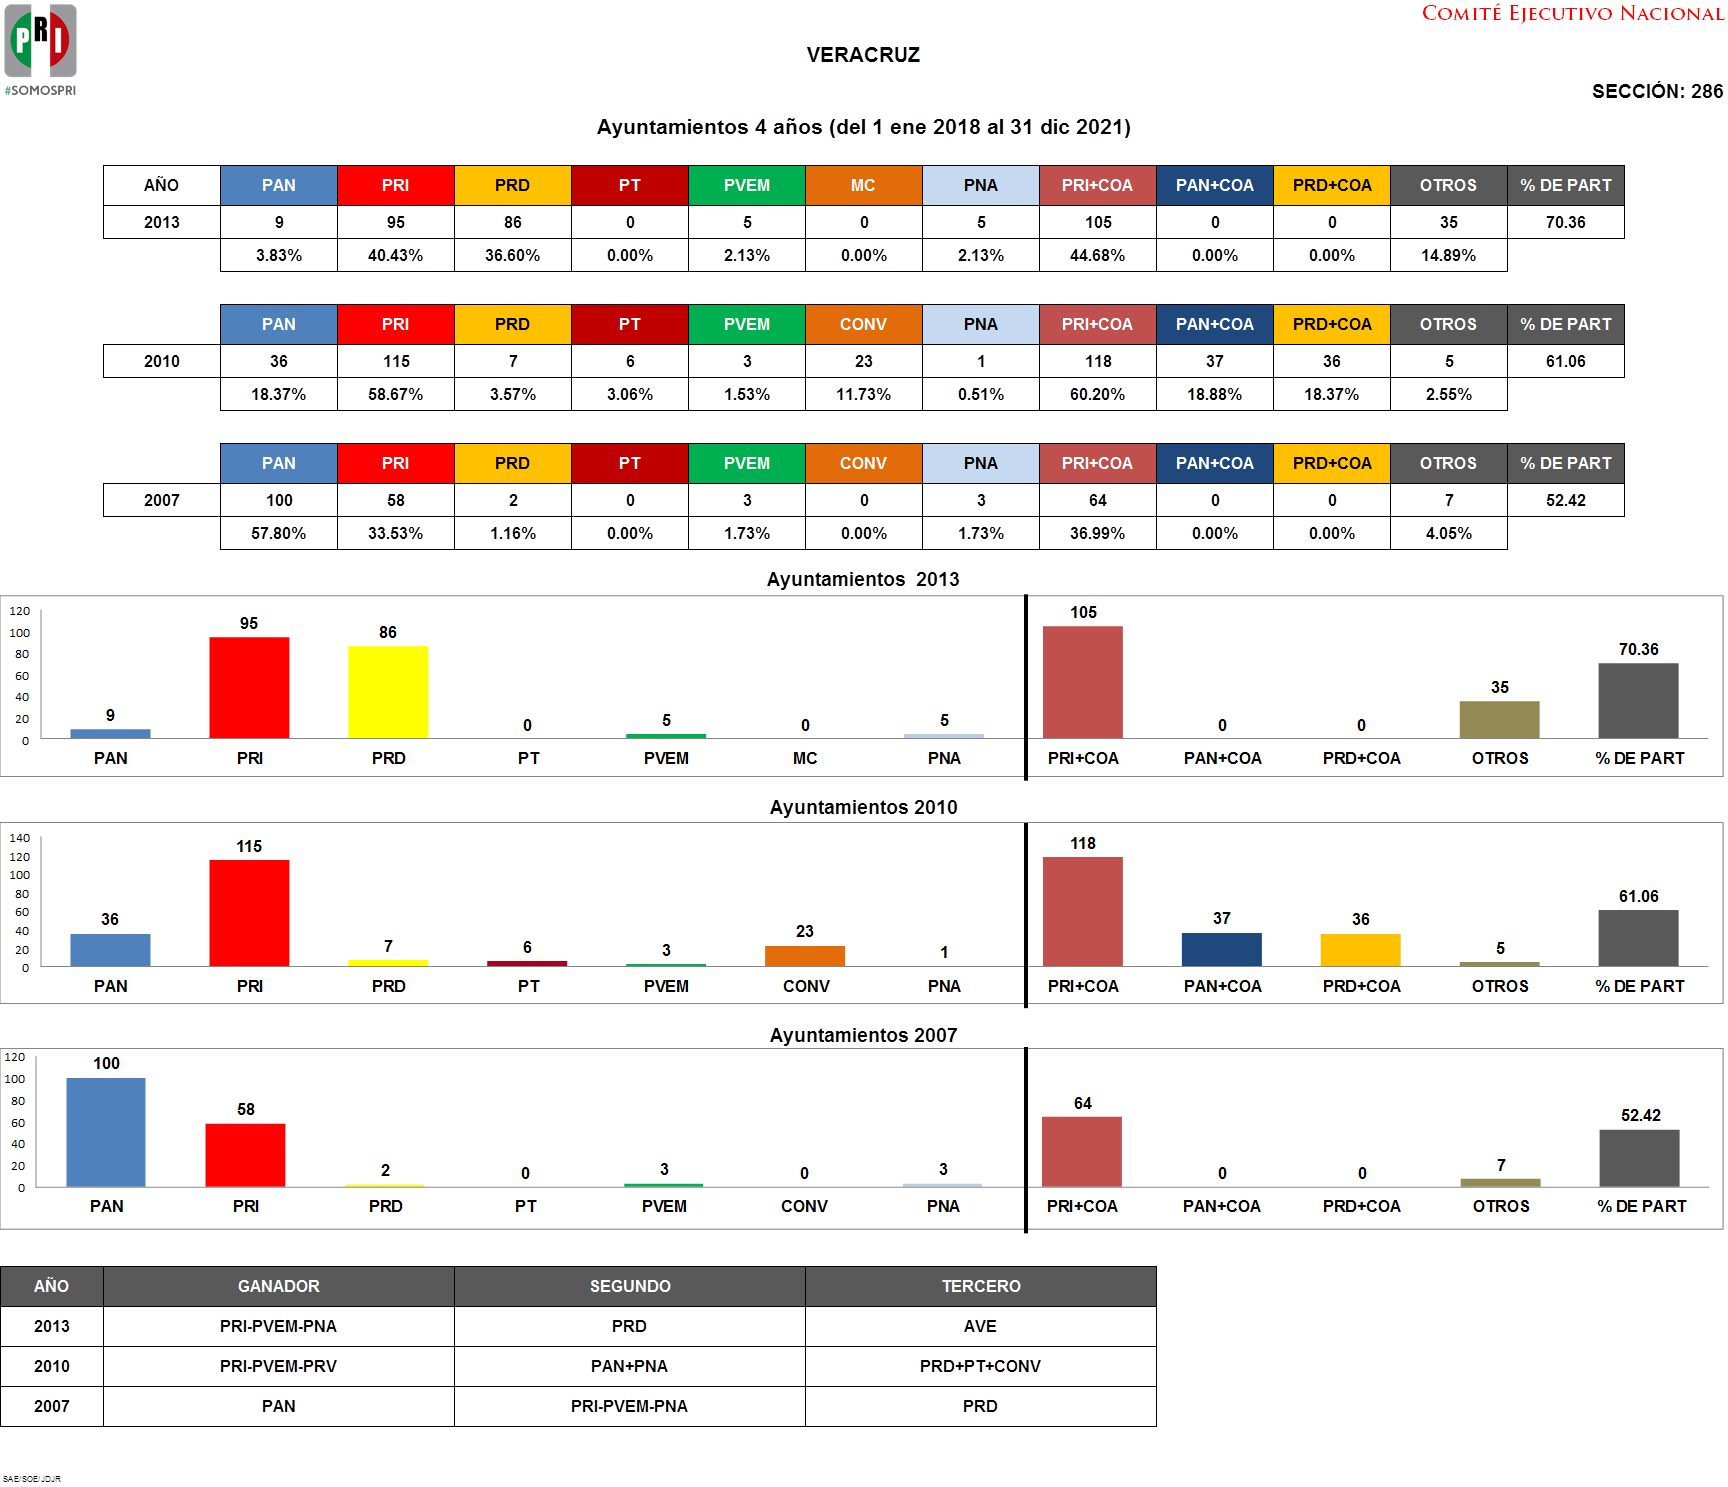 PRI
#SOMOSPRI
COMITÉ EJECUTIVO NACIONAL
VERACRUZ
SECCIÓN: 286
Ayuntamientos 4 años (del 1 ene 2018 al 31 dic 2021)
AÑO PAN PRI PRD PT PVEM MC PNA PRI+COA PAN+COA PRD+COA OTROS % DE PART
2013 9 95 86 0 5 0 5 105 0 0 35 70.36
3.83% 40.43% 36.60% 0.00% 2.13% 0.00% 2.13% 44.68% 0.00% 0.00% 14.89%
PAN PRI PRD PT PVEM CONV PNA PRI+COA PAN+COA PRD+COA OTROS % DE PART
2010 36 115 7 6 3 23 1 118 37 36 5 61.06
18.37% 58.67% 3.57% 3.06% 1.53% 11.73% 0.51% 60.20% 18.88% 18.37% 2.55%
PAN PRI PRD PT PVEM CONV PNA PRI+COA PAN+COA PRD+COA OTROS % DE PART
2007 100 58 2 0 3 0 3 64 0 0 7 52.42
57.80% 33.53% 1.16% 0.00% 1.73% 0.00% 1.73% 36.99% 0.00% 0.00% 4.05%
Ayuntamientos 2013
120
100
80
60
40
20
0
9 95 86 0 5 0 5 105 0 0 35 70.36
PAN PRI PRD PT PVEM MC PNA PRI+COA PAN+COA PRD+COA OTROS % DE PART
Ayuntamientos 2010
140
120
100
80
60
40
20
0
36 115 7 6 3 23 1 118 37 36 5 61.06
PAN PRI PRD PT PVEM CONV PNA PRI+COA PAN+COA PRD+COA OTROS % DE PART
Ayuntamientos 2007
120
100
80
60
40
20
0
100 58 2 0 3 0 3 64 0 0 7 52.42
PAN PRI PRD PT PVEM CONV PNA PRI+COA PAN+COA PRD+COA OTROS % DE PART
AÑO GANADOR SEGUNDO TERCERO
2013 PRI-PVEM-PNA PRD AVE
2010 PRI-PVEM-PRV PAN+PNA PRD+PT+CONV
2007 PAN PRI-PVEM-PNA PRD
SAE/SOE/JDJR